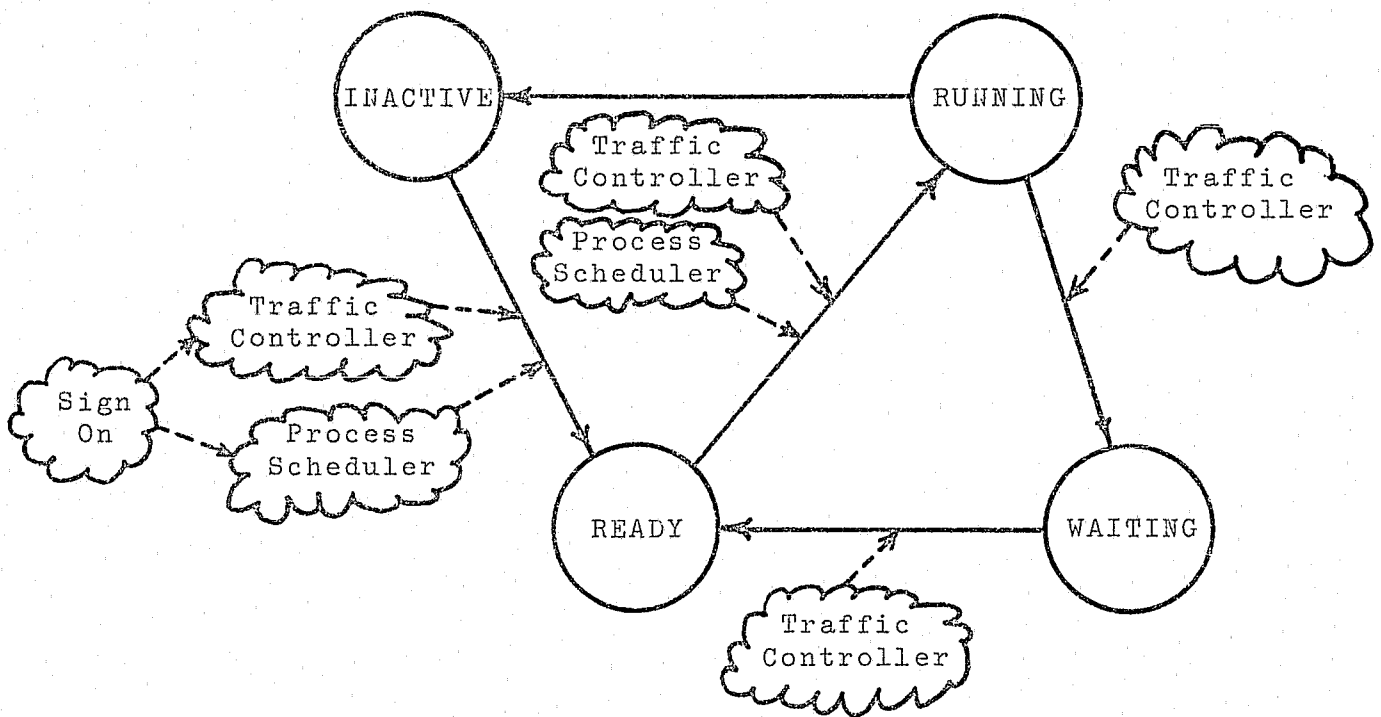 INACTIVE
RUNNING
Traffic
Controller
Process
Scheduler
Traffic
Controller
Traffic
Controller
Sign
On
Process
Scheduler
READY
WAITING
Traffic
Controller